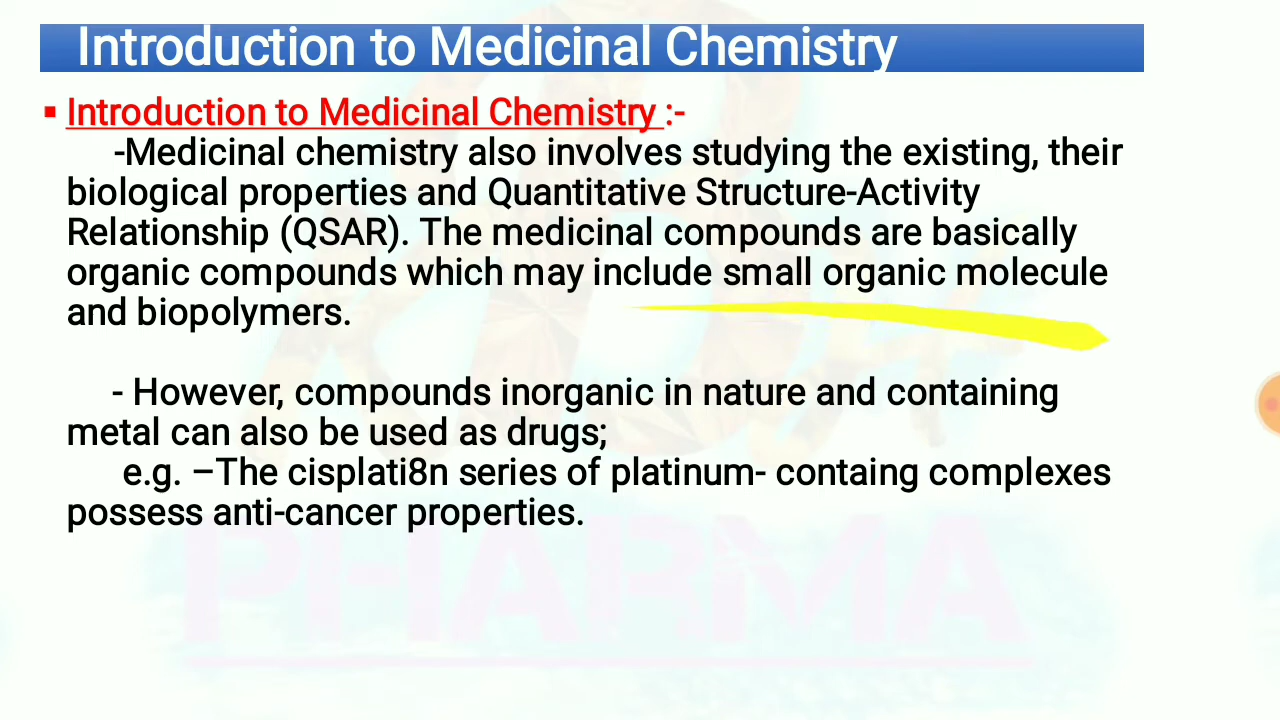 Introduction to Medicinal Chemistry
▪ Introduction to Medicinal Chemistry :-
-Medicinal chemistry also involves studying the existing, their
biological properties and Quantitative Structure-Activity
Relationship (QSAR). The medicinal compounds are basically
organic compounds which may include small organic molecule
and biopolymers.
- However, compounds inorganic in nature and containing
metal can also be used as drugs;
e.g. –The cisplati8n series of platinum- containg complexes
possess anti-cancer properties.
PHARMA